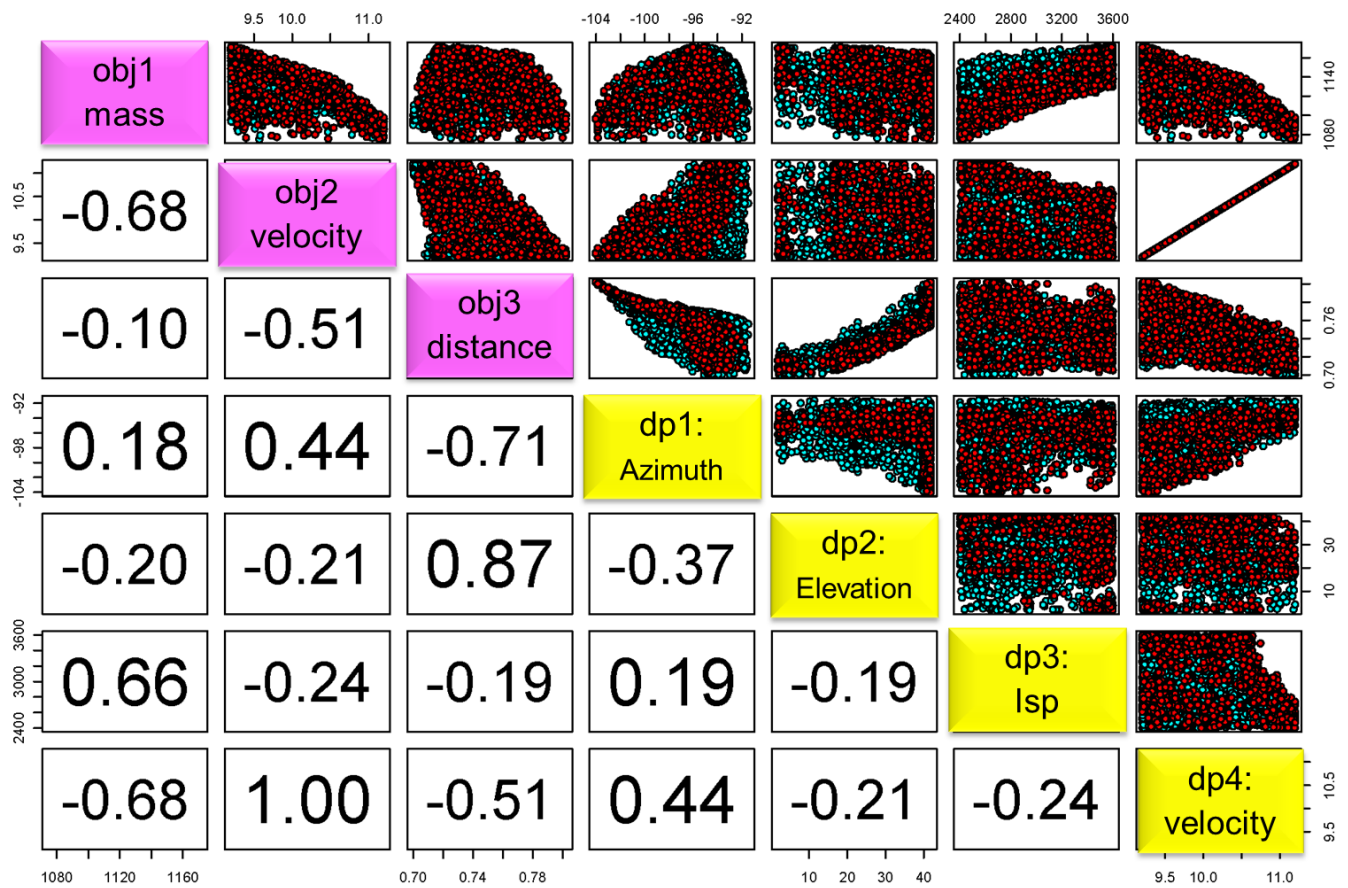 9.5 10.0 11.0
-104 -100 -96 -92
2400 2800 3200 3600
obj1
mass
1080 1140
9.5 10.5
-0.68
obj2
velocity
-0.10
-0.51
obj3
distance
0.70 0.78
-104 -98 -92
0.18
0.44
-0.71
dp1:
Azimuth
-0.20
-0.21
0.87
-0.37
dp2:
Elevation
10 30
2400 3000 3600
0.66
-0.24
-0.19
0.19
-0.19
dp3:
Isp
-0.68
1.00
-0.51
0.44
-0.21
-0.24
dp4:
velocity
9.5 10.5
1080 1120 1160
0.70 0.74 0.78
10 20 30 40
9.5 10.0 11.0